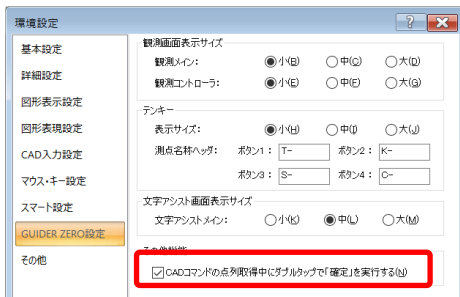 環境設定
基本設定
詳細設定
図形表示設定
図形表現設定
CAD入力設定
マウス・キー設定
スマート設定
GUIDER ZERO設定
その他
観測画面表示サイズ
観測メイン: 小(B) 中(C) 大(D)
観測コントローラ: 小(E) 中(F) 大(G)
テンキー
表示サイズ: 小(H) 中(I) 大(J)
測点名称ヘッダ: ボタン1: T- ボタン2: K-
ボタン3: S- ボタン4: C-
文字アシスト画面表示サイズ
文字アシストメイン: 小(K) 中(L) 大(M)
その他機能
CADコマンドの点列取得中にダブルタップで「確定」を実行する(N)